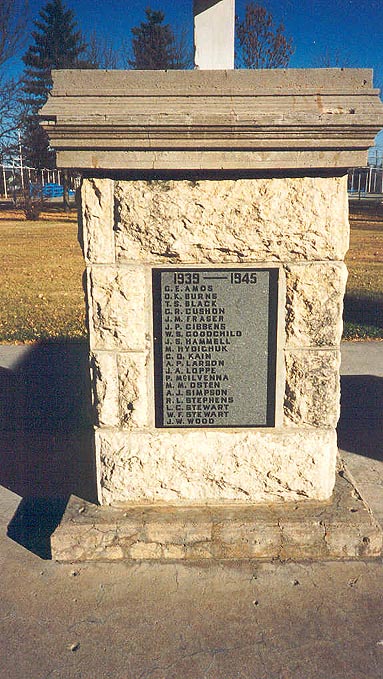 1939 — 1945
G. E. AMOS
D. K. BURNS
T. S. BLACK
G. R. CUSHON
J. M. FRASER
J. P. GIBBENS
W. S. GOODCHILD
J. S. HAMMELL
M. HYDICHUK
C. D. KAIN
A. P. LARSON
J. A. LOPPE
P. McILVENNA
M. M. OSTEN
A. J. SIMPSON
R. L. STEPHENS
L. C. STEWART
W. F. STEWART
J. W. WOOD